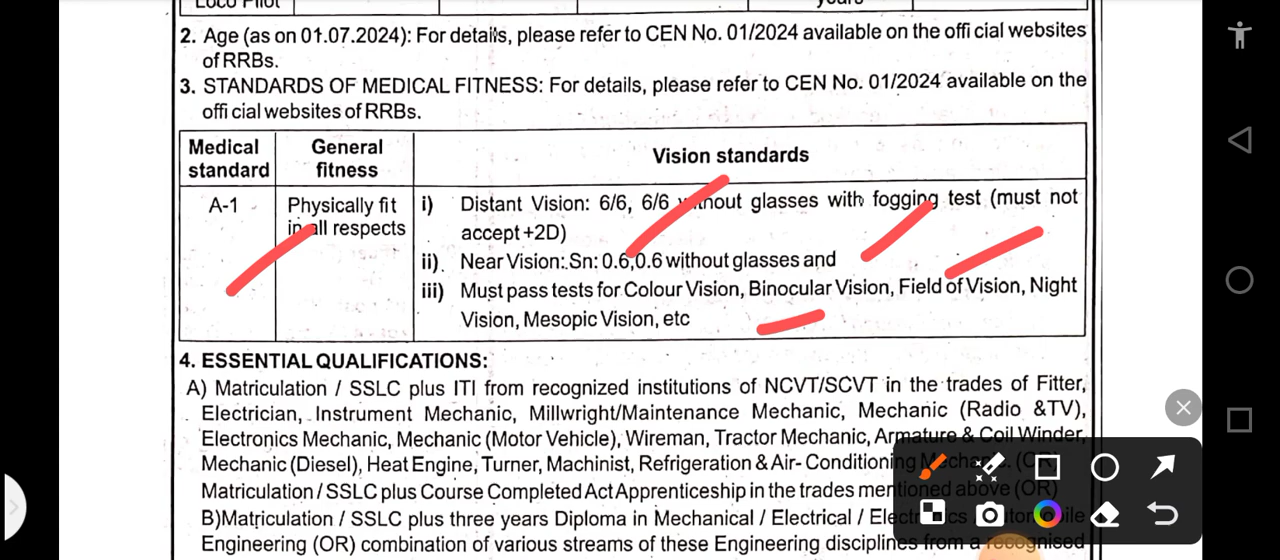 Loco Pilot
years
2. Age (as on 01.07.2024): For details, please refer to CEN No. 01/2024 available on the offi cial websites
of RRBs.
3. STANDARDS OF MEDICAL FITNESS: For details, please refer to CEN No. 01/2024 available on the
offi cial websites of RRBs.
Medical
standard
General
fitness
Vision standards
A-1
Physically fit
in all respects
i) Distant Vision: 6/6, 6/6 without glasses with fogging test (must not
accept +2D)
ii). Near Vision: Sn: 0.6,0.6 without glasses and
iii) Must pass tests for Colour Vision, Binocular Vision, Field of Vision, Night
Vision, Mesopic Vision, etc
4. ESSENTIAL QUALIFICATIONS:
A) Matriculation / SSLC plus ITI from recognized institutions of NCVT/SCVT in the trades of Fitter,
Electrician, Instrument Mechanic, Millwright/Maintenance Mechanic, Mechanic (Radio &TV),
Electronics Mechanic, Mechanic (Motor Vehicle), Wireman, Tractor Mechanic, Armature & Coil Winder,
Mechanic (Diesel), Heat Engine, Turner, Machinist, Refrigeration & Air- Conditioning (OR)
Matriculation / SSLC plus Course Completed Act Apprenticeship in the trades mentioned above (OR)
B)Matriculation / SSLC plus three years Diploma in Mechanical / Electrical /
Engineering (OR) combination of various streams of these Engineering disciplines from a recognised